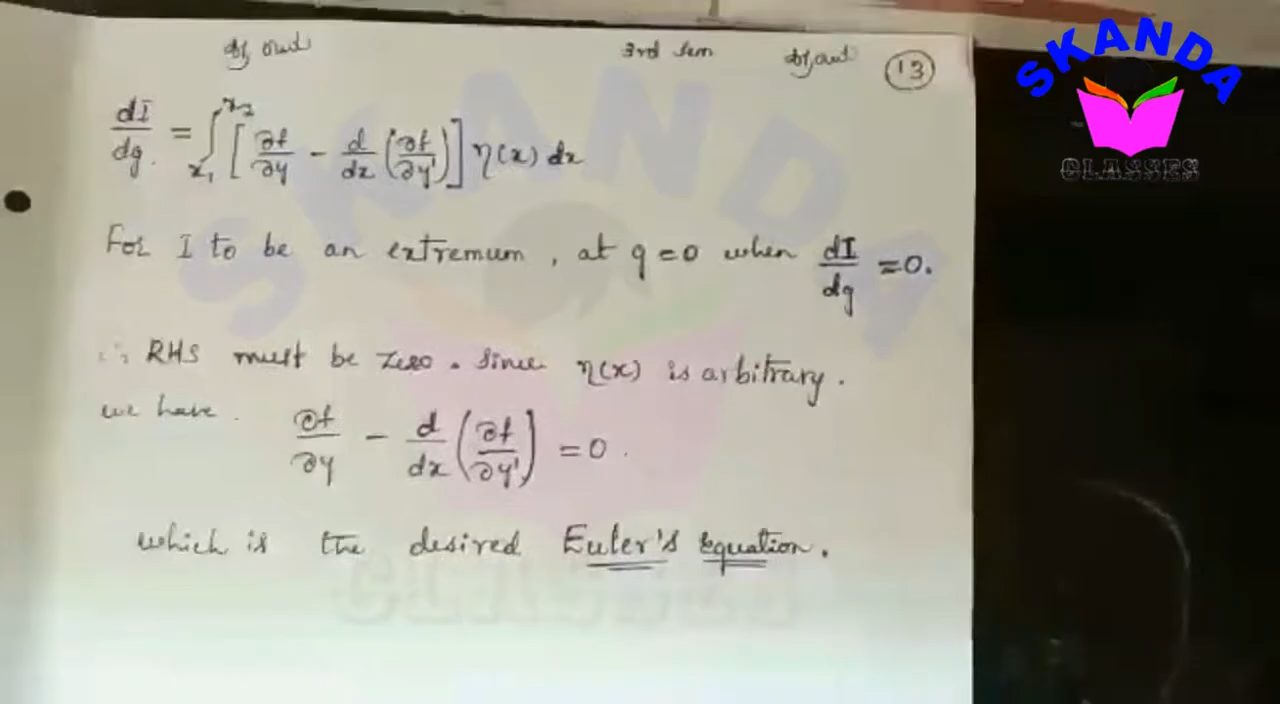 3rd Sem 13
SKANDA
CLASSES
dI/dq = ∫_{x₁}^{x₂} [∂f/∂y - d/dx (∂f/∂y')] η(x) dx
For I to be an extremum, at q = 0 when dI/dq = 0.
∴ RHS must be zero. Since η(x) is arbitrary.
we have. ∂f/∂y - d/dx (∂f/∂y') = 0.
which is the desired Euler's Equation.